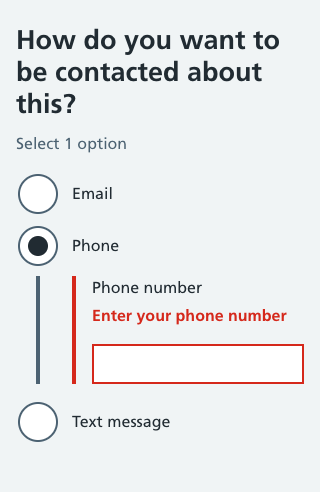 How do you want to
be contacted about
this?
Select 1 option
Email
Phone
Phone number
Enter your phone number
Text message